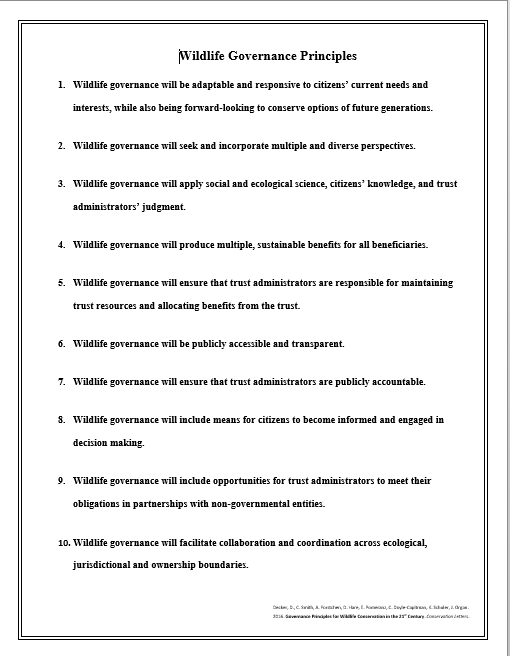 Wildlife Governance Principles
1. Wildlife governance will be adaptable and responsive to citizens' current needs and
interests, while also being forward-looking to conserve options of future generations.
2. Wildlife governance will seek and incorporate multiple and diverse perspectives.
3. Wildlife governance will apply social and ecological science, citizens' knowledge, and trust
administrators' judgment.
4. Wildlife governance will produce multiple, sustainable benefits for all beneficiaries.
5. Wildlife governance will ensure that trust administrators are responsible for maintaining
trust resources and allocating benefits from the trust.
6. Wildlife governance will be publicly accessible and transparent.
7. Wildlife governance will ensure that trust administrators are publicly accountable.
8. Wildlife governance will include means for citizens to become informed and engaged in
decision making.
9. Wildlife governance will include opportunities for trust administrators to meet their
obligations in partnerships with non-governmental entities.
10. Wildlife governance will facilitate collaboration and coordination across ecological,
jurisdictional and ownership boundaries.
Decker, D., C. Smith, A. Forstchen, D. Hare, E. Pomeranz, C. Doyle-Capitman, K. Schuler, J. Organ.
2016. Governance Principles for Wildlife Conservation in the 21st Century. Conservation Letters.